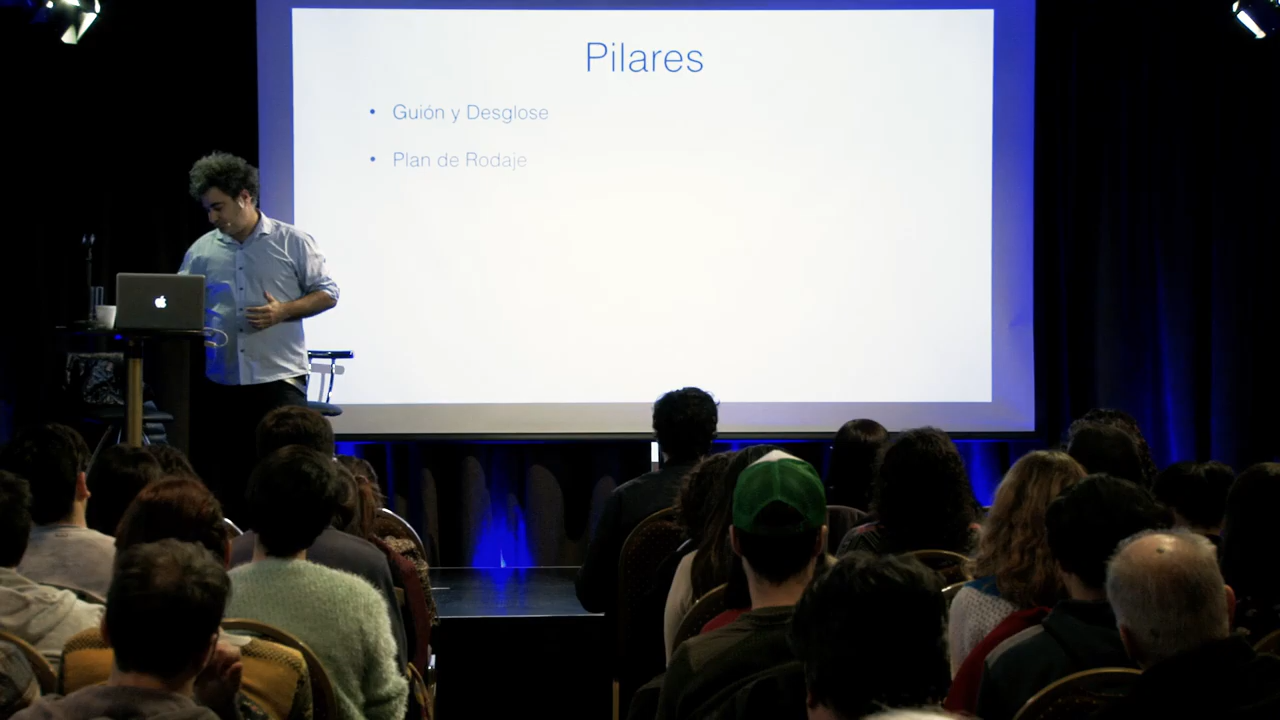 Pilares
• Guión y Desglose
• Plan de Rodaje